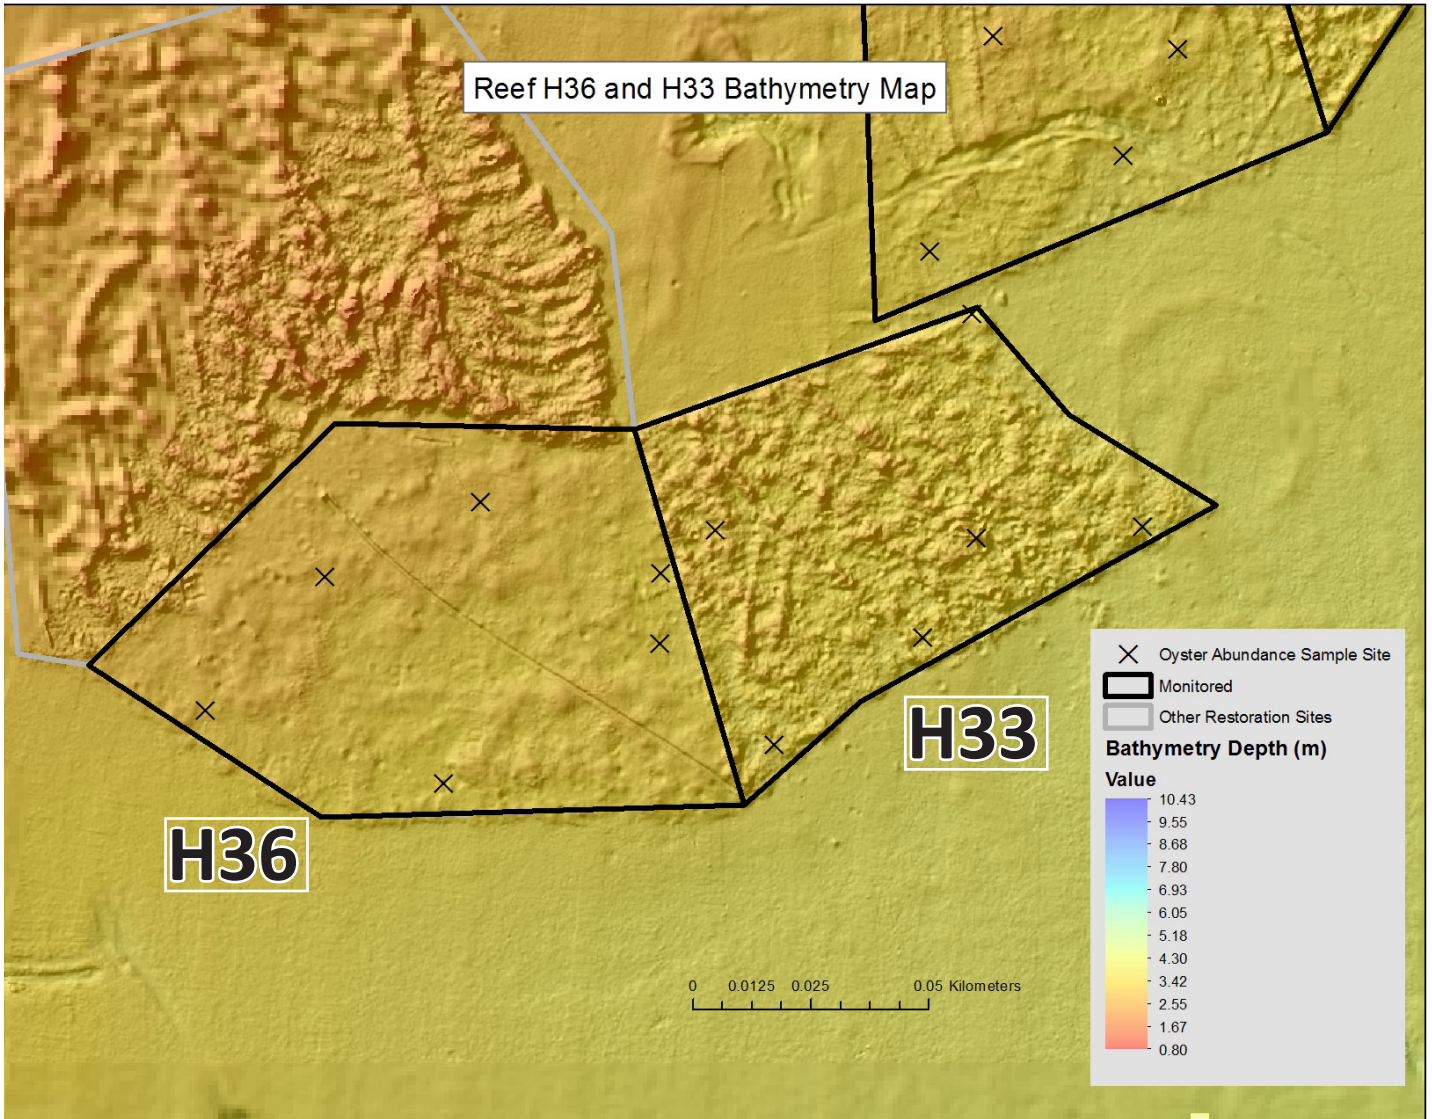 Reef H36 and H33 Bathymetry Map
H33
H36
Oyster Abundance Sample Site
Monitored
Other Restoration Sites
Bathymetry Depth (m)
Value
10.43
9.55
8.68
7.80
6.93
6.05
5.18
4.30
3.42
2.55
1.67
0.80
0 0.0125 0.025 0.05 Kilometers